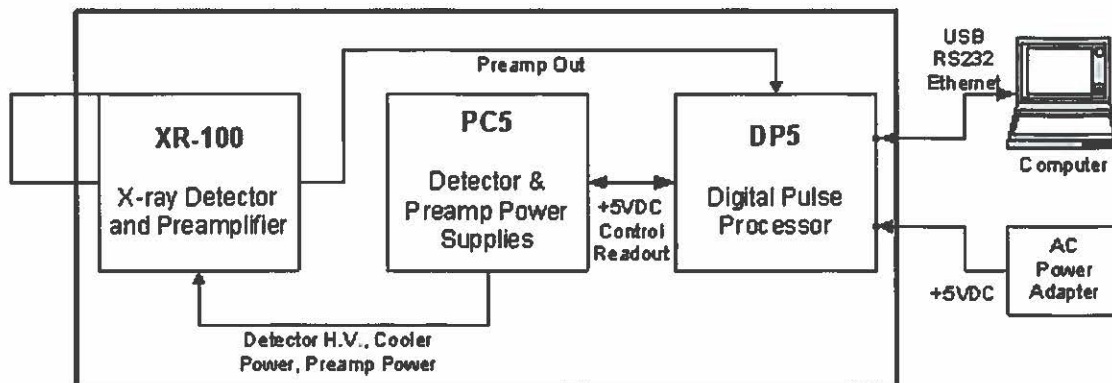 Preamp Out
XR-100
X-ray Detector
and Preamplifier
PC5
Detector &
Preamp Power
Supplies
+5VDC
Control
Readout
DP5
Digital Pulse
Processor
USB
RS232
Ethernet
Computer
AC
Power
Adapter
+5VDC
Detector H.V., Cooler
Power, Preamp Power